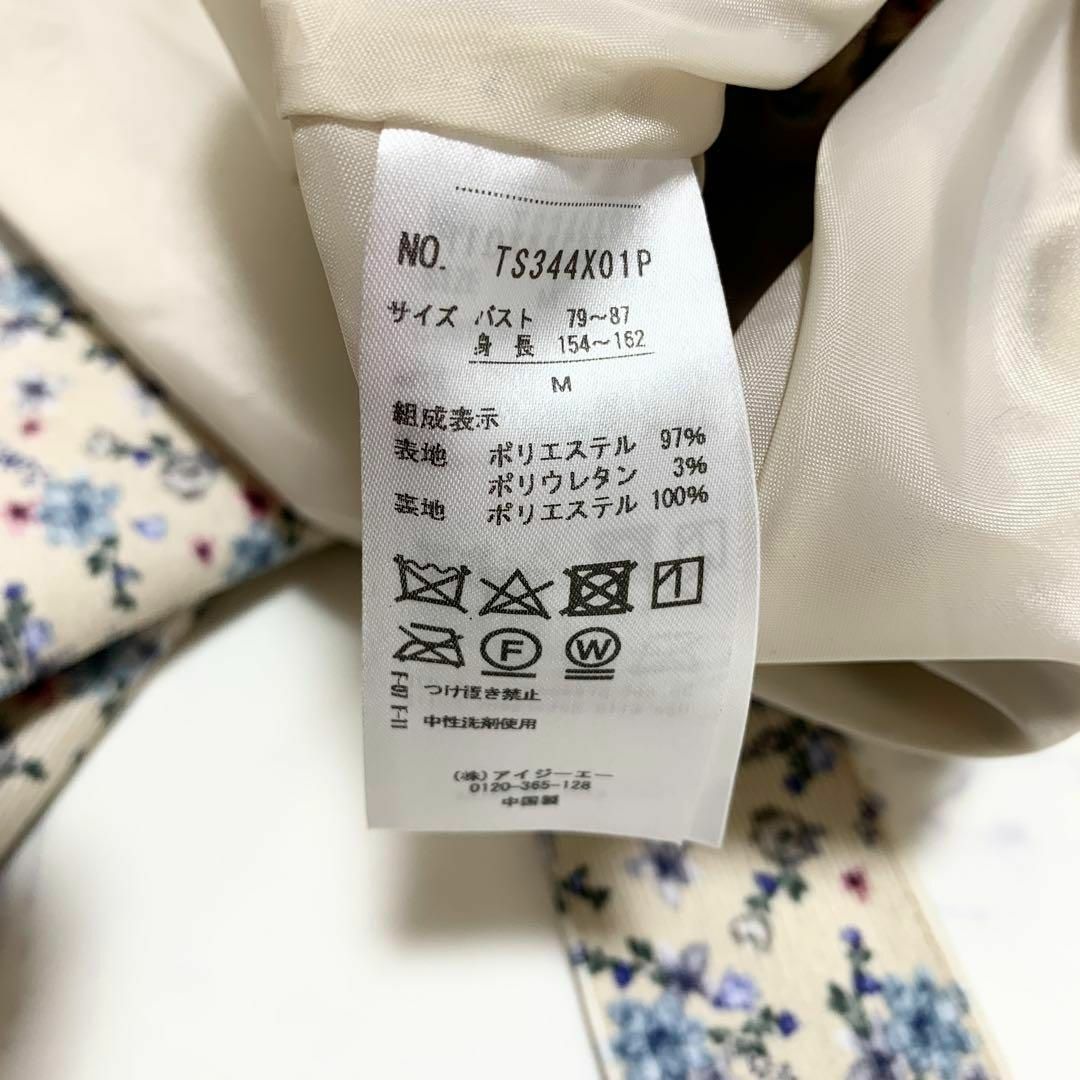 NO. TS344X01P
サイズ バスト 79〜87
身長 154〜162
M
組成表示
表地 ポリエステル 97%
ポリウレタン 3%
裏地 ポリエステル 100%
F
W
つけ置き禁止
中性洗剤使用
(株)アイジーエー
0120-365-128
中国製